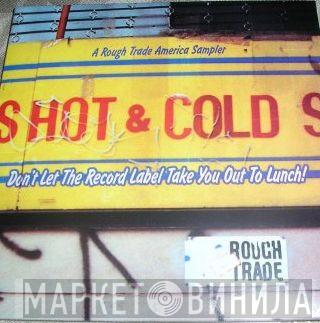 A Rough Trade America Sampler
S HOT & COLD S
Don't Let The Record Label Take You Out To Lunch!
ROUGH
TRADE
МАРКЕТ ВИНИЛА